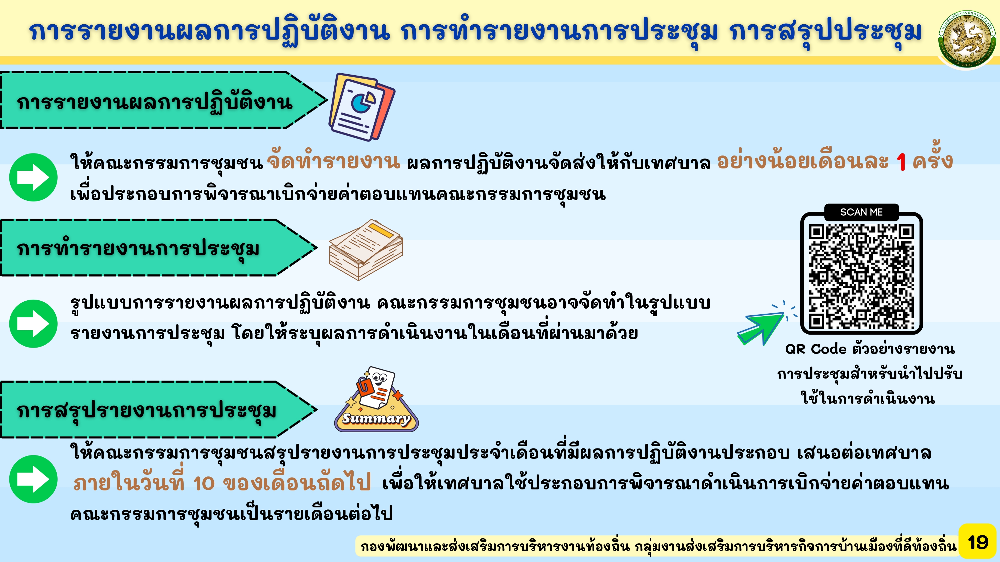 การรายงานผลการปฏิบัติงาน การทำรายงานการประชุม การสรุปประชุม
กรมส่งเสริมการปกครองท้องถิ่น
DEPARTMENT OF LOCAL ADMINISTRATION
การรายงานผลการปฏิบัติงาน
ให้คณะกรรมการชุมชน จัดทำรายงาน ผลการปฏิบัติงานจัดส่งให้กับเทศบาล อย่างน้อยเดือนละ 1 ครั้ง
เพื่อประกอบการพิจารณาเบิกจ่ายค่าตอบแทนคณะกรรมการชุมชน
การทำรายงานการประชุม
รูปแบบการรายงานผลการปฏิบัติงาน คณะกรรมการชุมชนอาจจัดทำในรูปแบบ
รายงานการประชุม โดยให้ระบุผลการดำเนินงานในเดือนที่ผ่านมาด้วย
SCAN ME
QR Code ตัวอย่างรายงาน
การประชุมสำหรับนำไปปรับ
ใช้ในการดำเนินงาน
การสรุปรายงานการประชุม
Summary
ให้คณะกรรมการชุมชนสรุปรายงานการประชุมประจำเดือนที่มีผลการปฏิบัติงานประกอบ เสนอต่อเทศบาล
ภายในวันที่ 10 ของเดือนถัดไป เพื่อให้เทศบาลใช้ประกอบการพิจารณาดำเนินการเบิกจ่ายค่าตอบแทน
คณะกรรมการชุมชนเป็นรายเดือนต่อไป
กองพัฒนาและส่งเสริมการบริหารงานท้องถิ่น กลุ่มงานส่งเสริมการบริหารกิจการบ้านเมืองที่ดีท้องถิ่น
19